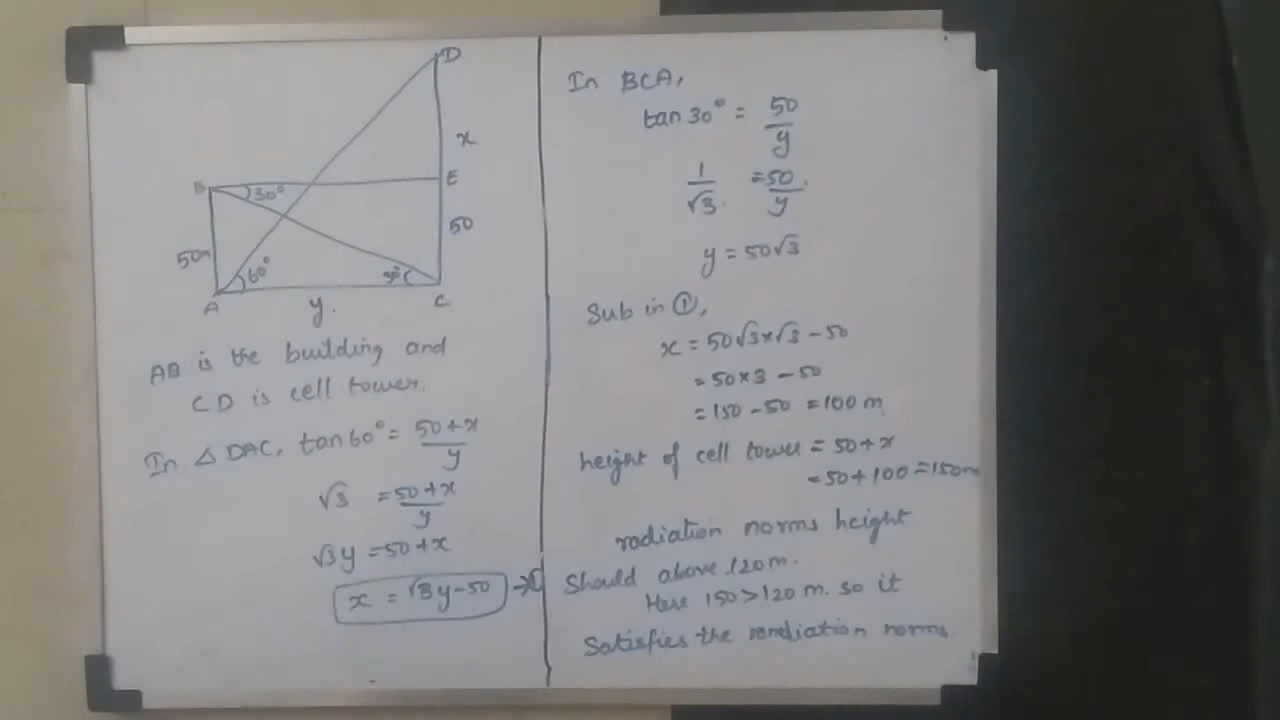 D
x
B
30°
E
50m
50
60°
30°
A
y.
C
AB is the building and
CD is cell tower.
In △ DAC, tan 60° = 50+x / y
√3 = 50+x / y
√3y = 50+x
x = √3y-50 → ①
In BCA,
tan 30° = 50 / y
1 / √3. = 50 / y.
y = 50√3
Sub in ①,
x = 50√3×√3 - 50
= 50×3 - 50
= 150 - 50 = 100 m
height of cell tower = 50+x
= 50+100 = 150m
radiation norms height
Should above 120m.
Here 150>120 m. so it
Satisfies the radiation norms.